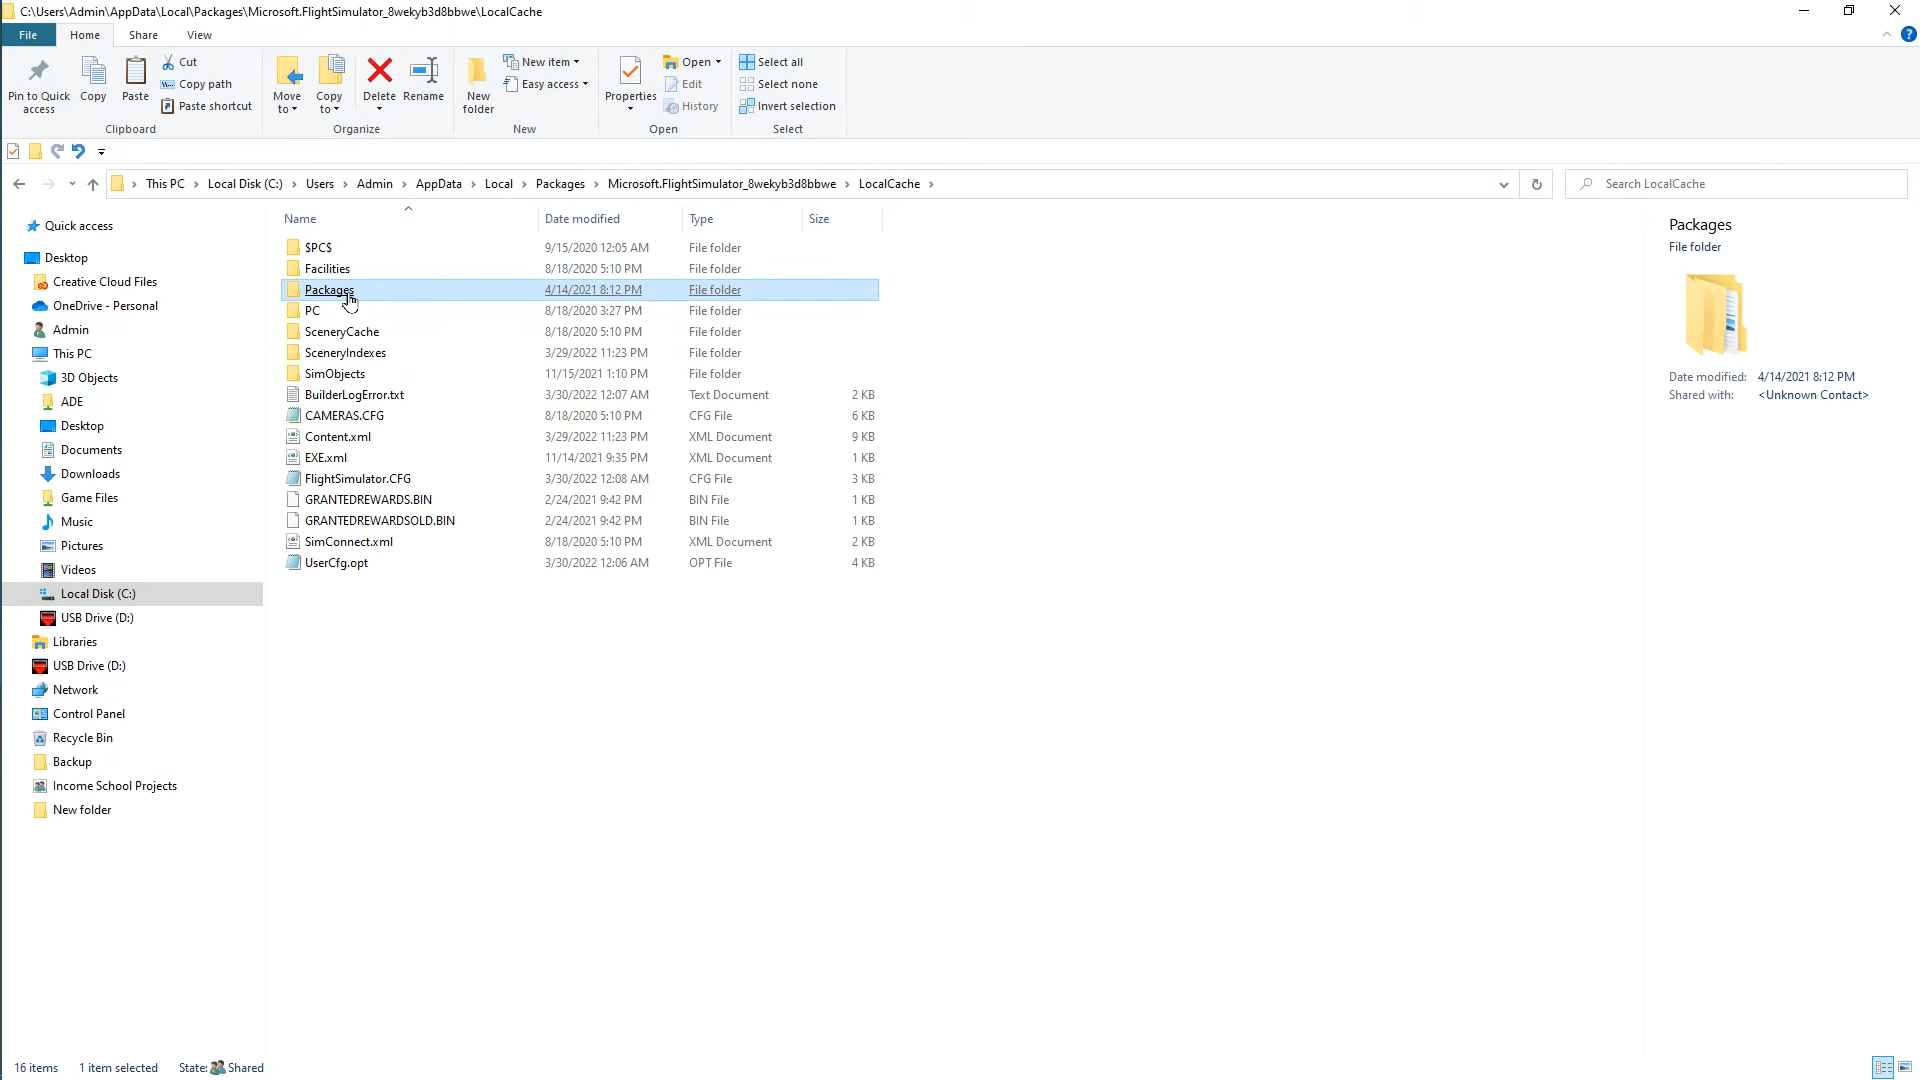 C:\Users\Admin\AppData\Local\Packages\Microsoft.FlightSimulator_8wekyb3d8bbwe\LocalCache
File Home Share View
Pin to Quick access
Copy
Paste
Cut
Copy path
Paste shortcut
Clipboard
Move to
Copy to
Delete
Rename
Organize
New folder
New item
Easy access
New
Properties
Open
Edit
History
Open
Select all
Select none
Invert selection
Select
This PC > Local Disk (C:) > Users > Admin > AppData > Local > Packages > Microsoft.FlightSimulator_8wekyb3d8bbwe > LocalCache >
Search LocalCache
Quick access
Desktop
Creative Cloud Files
OneDrive - Personal
Admin
This PC
3D Objects
ADE
Desktop
Documents
Downloads
Game Files
Music
Pictures
Videos
Local Disk (C:)
USB Drive (D:)
Libraries
USB Drive (D:)
Network
Control Panel
Recycle Bin
Backup
Income School Projects
New folder
Name Date modified Type Size
$PC$ 9/15/2020 12:05 AM File folder
Facilities 8/18/2020 5:10 PM File folder
Packages 4/14/2021 8:12 PM File folder
PC 8/18/2020 3:27 PM File folder
SceneryCache 8/18/2020 5:10 PM File folder
SceneryIndexes 3/29/2022 11:23 PM File folder
SimObjects 11/15/2021 1:10 PM File folder
BuilderLogError.txt 3/30/2022 12:07 AM Text Document 2 KB
CAMERAS.CFG 8/18/2020 5:10 PM CFG File 6 KB
Content.xml 3/29/2022 11:23 PM XML Document 9 KB
EXE.xml 11/14/2021 9:35 PM XML Document 1 KB
FlightSimulator.CFG 3/30/2022 12:08 AM CFG File 3 KB
GRANTEDREWARDS.BIN 2/24/2021 9:42 PM BIN File 1 KB
GRANTEDREWARDSOLD.BIN 2/24/2021 9:42 PM BIN File 1 KB
SimConnect.xml 8/18/2020 5:10 PM XML Document 2 KB
UserCfg.opt 3/30/2022 12:06 AM OPT File 4 KB
Packages
File folder
Date modified: 4/14/2021 8:12 PM
Shared with: <Unknown Contact>
16 items 1 item selected State: Shared